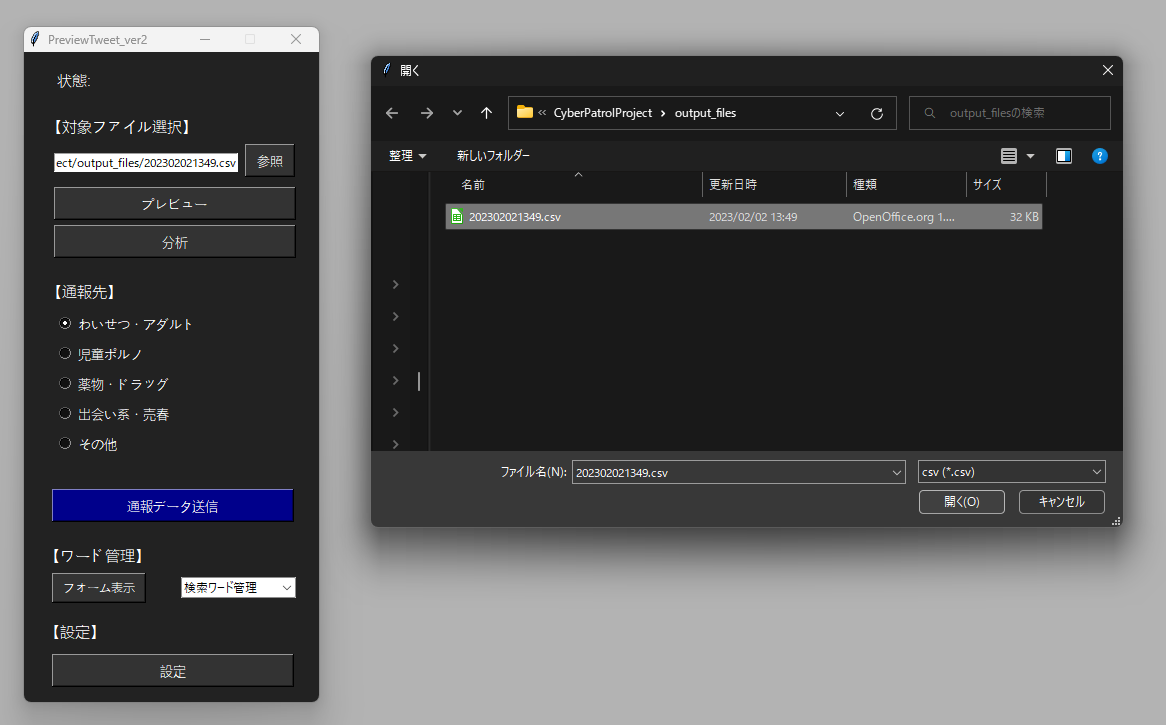 PreviewTweet_ver2
状態:
【対象ファイル選択】
ect/output_files/202302021349.csv
参照
プレビュー
分析
【通報先】
わいせつ・アダルト
児童ポルノ
薬物・ドラッグ
出会い系・売春
その他
通報データ送信
【ワード管理】
フォーム表示
検索ワード管理
【設定】
設定
開く
« CyberPatrolProject › output_files
output_filesの検索
整理
新しいフォルダー
名前 更新日時 種類 サイズ
202302021349.csv 2023/02/02 13:49 OpenOffice.org 1.... 32 KB
ファイル名(N): 202302021349.csv
csv (*.csv)
開く(O)
キャンセル